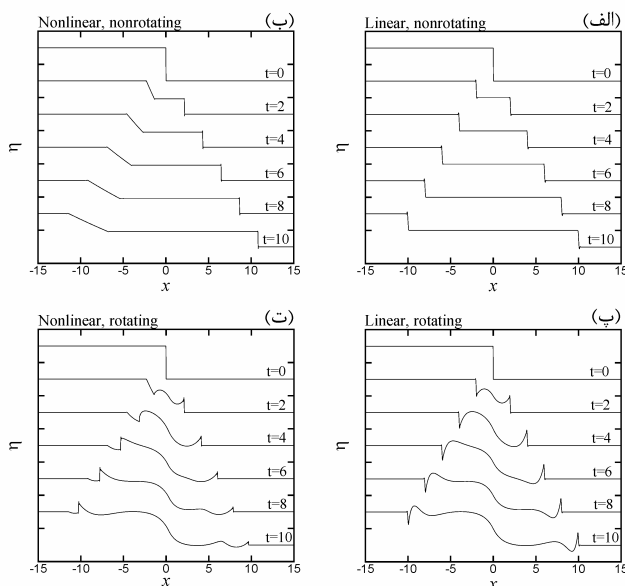 Nonlinear, nonrotating (ب)
t=0
t=2
t=4
t=6
t=8
t=10
η
-15 -10 -5 0 5 10 15
x
Linear, nonrotating (الف)
t=0
t=2
t=4
t=6
t=8
t=10
η
-15 -10 -5 0 5 10 15
x
Nonlinear, rotating (ت)
t=0
t=2
t=4
t=6
t=8
t=10
η
-15 -10 -5 0 5 10 15
x
Linear, rotating (پ)
t=0
t=2
t=4
t=6
t=8
t=10
η
-15 -10 -5 0 5 10 15
x